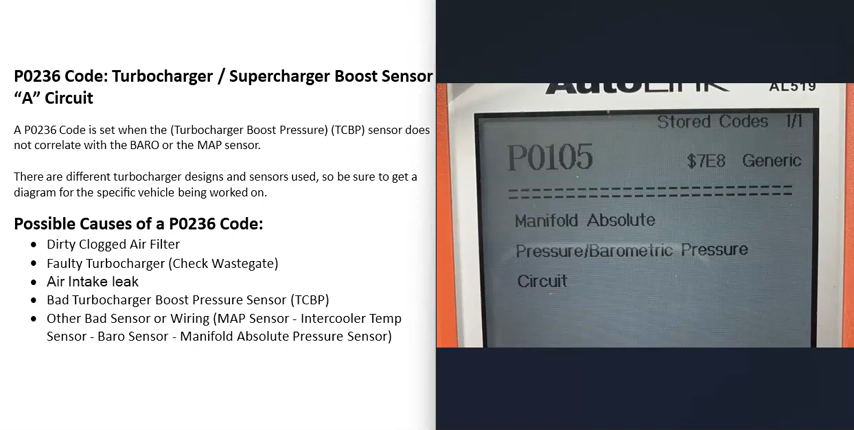 P0236 Code: Turbocharger / Supercharger Boost Sensor
“A” Circuit
A P0236 Code is set when the (Turbocharger Boost Pressure) (TCBP) sensor does
not correlate with the BARO or the MAP sensor.
There are different turbocharger designs and sensors used, so be sure to get a
diagram for the specific vehicle being worked on.
Possible Causes of a P0236 Code:
• Dirty Clogged Air Filter
• Faulty Turbocharger (Check Wastegate)
• Air Intake leak
• Bad Turbocharger Boost Pressure Sensor (TCBP)
• Other Bad Sensor or Wiring (MAP Sensor - Intercooler Temp
Sensor - Baro Sensor - Manifold Absolute Pressure Sensor)
AutoLINK AL519
Stored Codes 1/1
P0105 $7E8 Generic
==============================
Manifold Absolute
Pressure/Barometric Pressure
Circuit